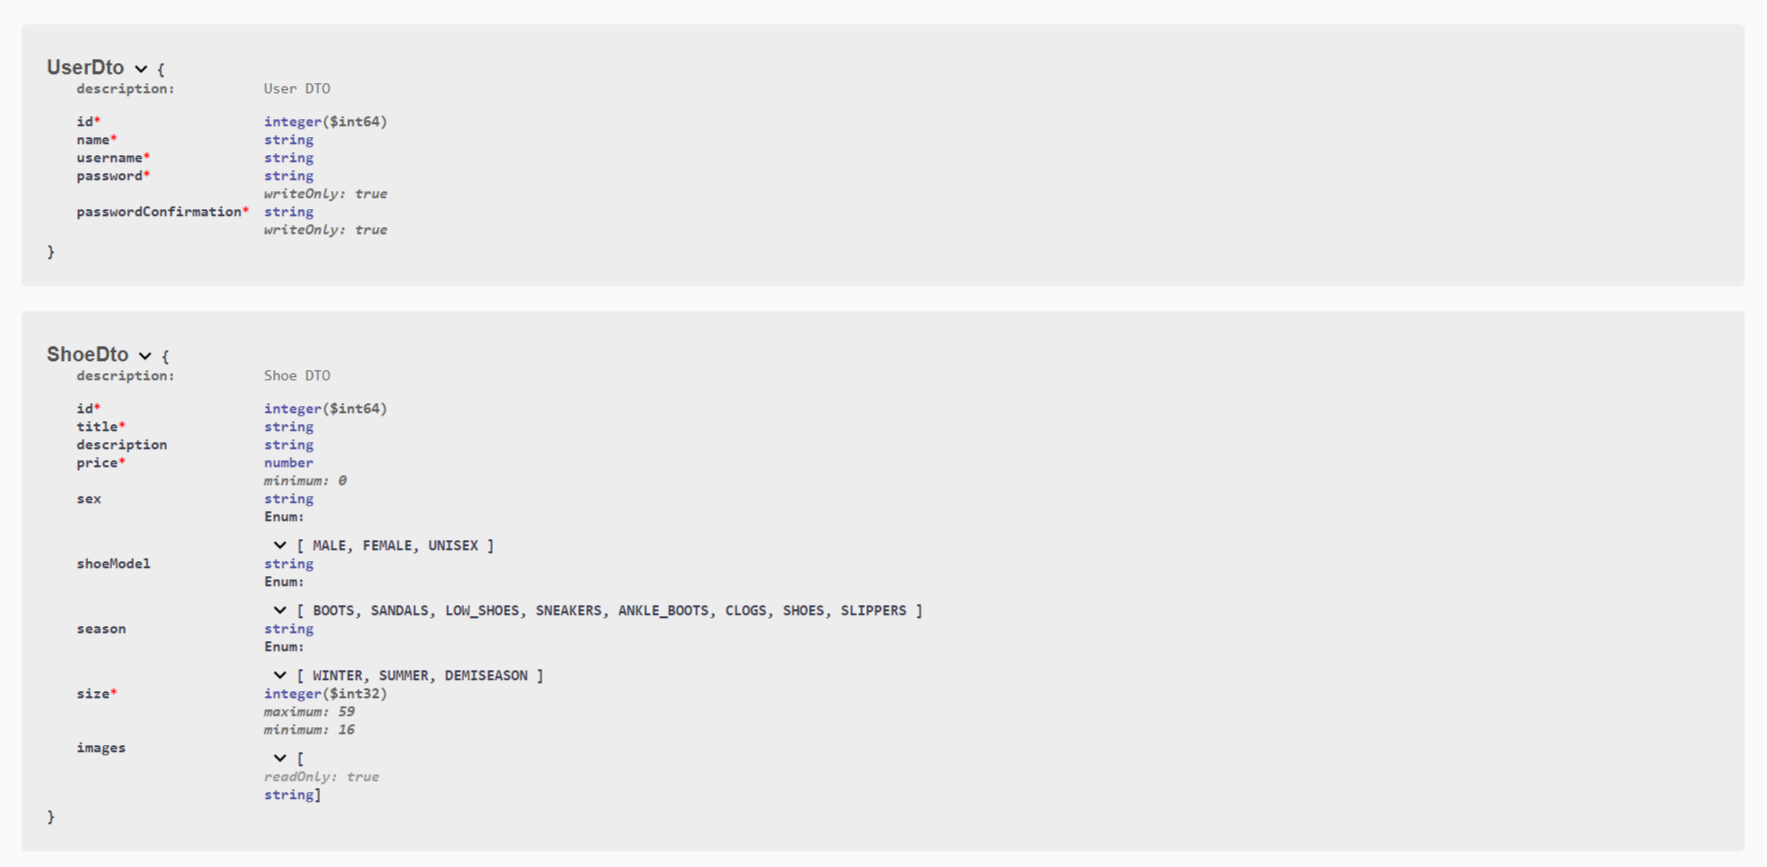 UserDto {
description: User DTO
id* integer($int64)
name* string
username* string
password* string
writeOnly: true
passwordConfirmation* string
writeOnly: true
}
ShoeDto {
description: Shoe DTO
id* integer($int64)
title* string
description string
price* number
minimum: 0
sex string
Enum:
[ MALE, FEMALE, UNISEX ]
shoeModel string
Enum:
[ BOOTS, SANDALS, LOW_SHOES, SNEAKERS, ANKLE_BOOTS, CLOGS, SHOES, SLIPPERS ]
season string
Enum:
[ WINTER, SUMMER, DEMISEASON ]
size* integer($int32)
maximum: 59
minimum: 16
images [
readOnly: true
string]
}